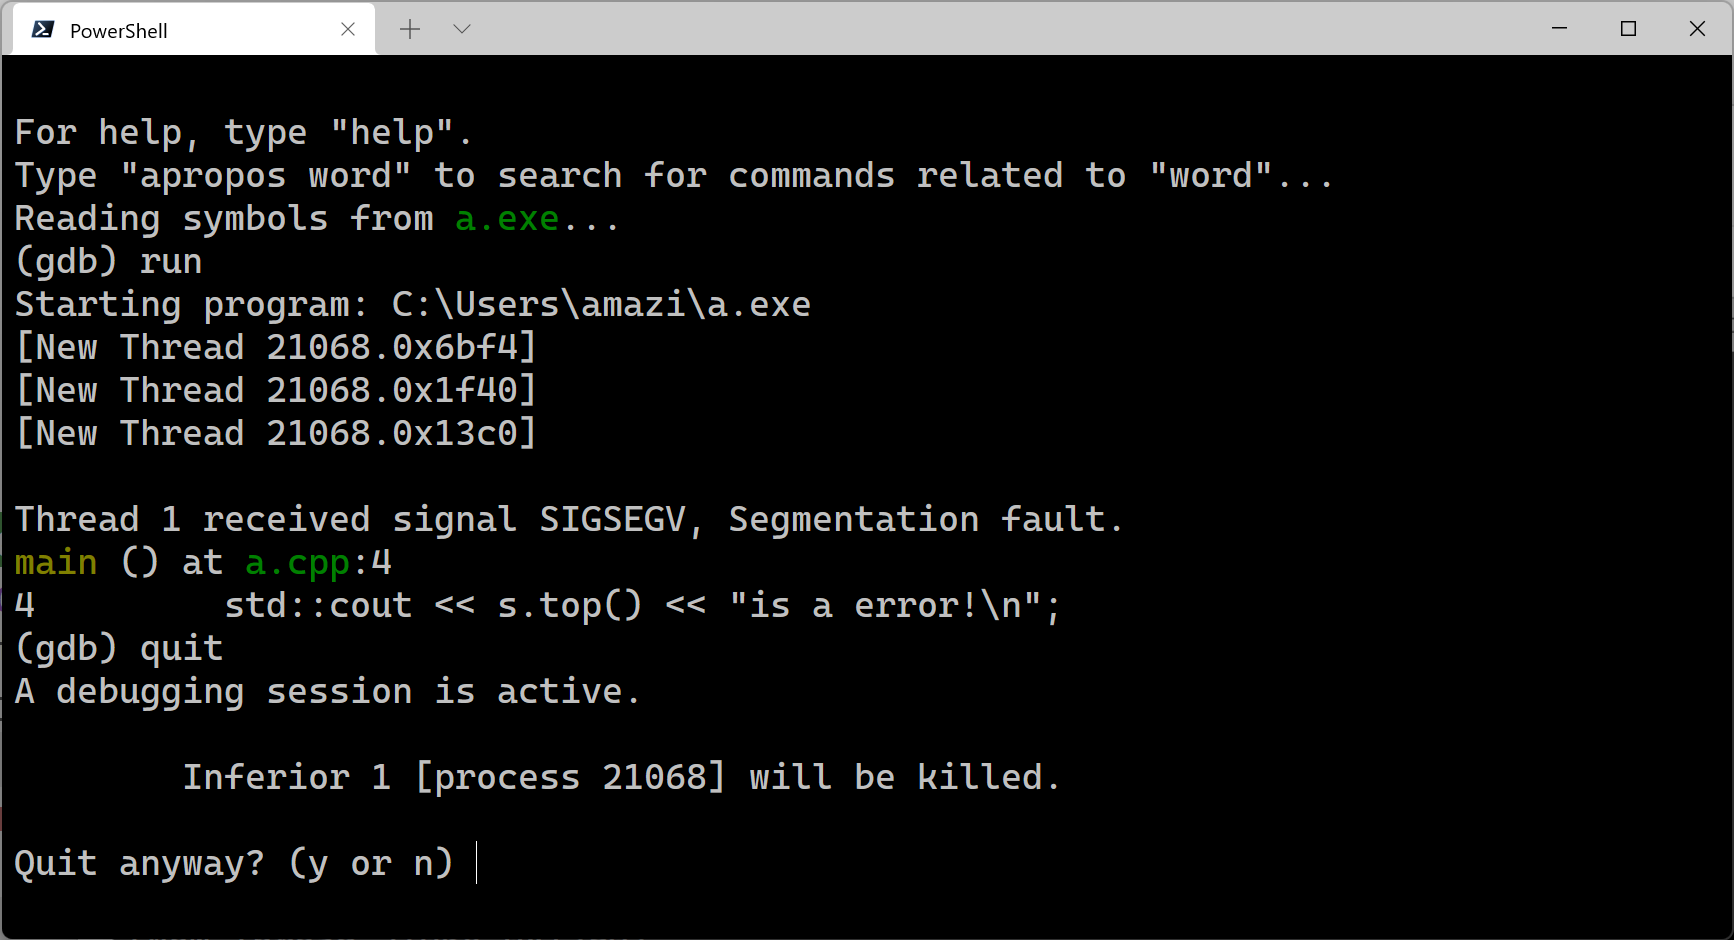 PowerShell
For help, type "help".
Type "apropos word" to search for commands related to "word"...
Reading symbols from a.exe...
(gdb) run
Starting program: C:\Users\amazi\a.exe
[New Thread 21068.0x6bf4]
[New Thread 21068.0x1f40]
[New Thread 21068.0x13c0]
Thread 1 received signal SIGSEGV, Segmentation fault.
main () at a.cpp:4
4         std::cout << s.top() << "is a error!\n";
(gdb) quit
A debugging session is active.
        Inferior 1 [process 21068] will be killed.
Quit anyway? (y or n)